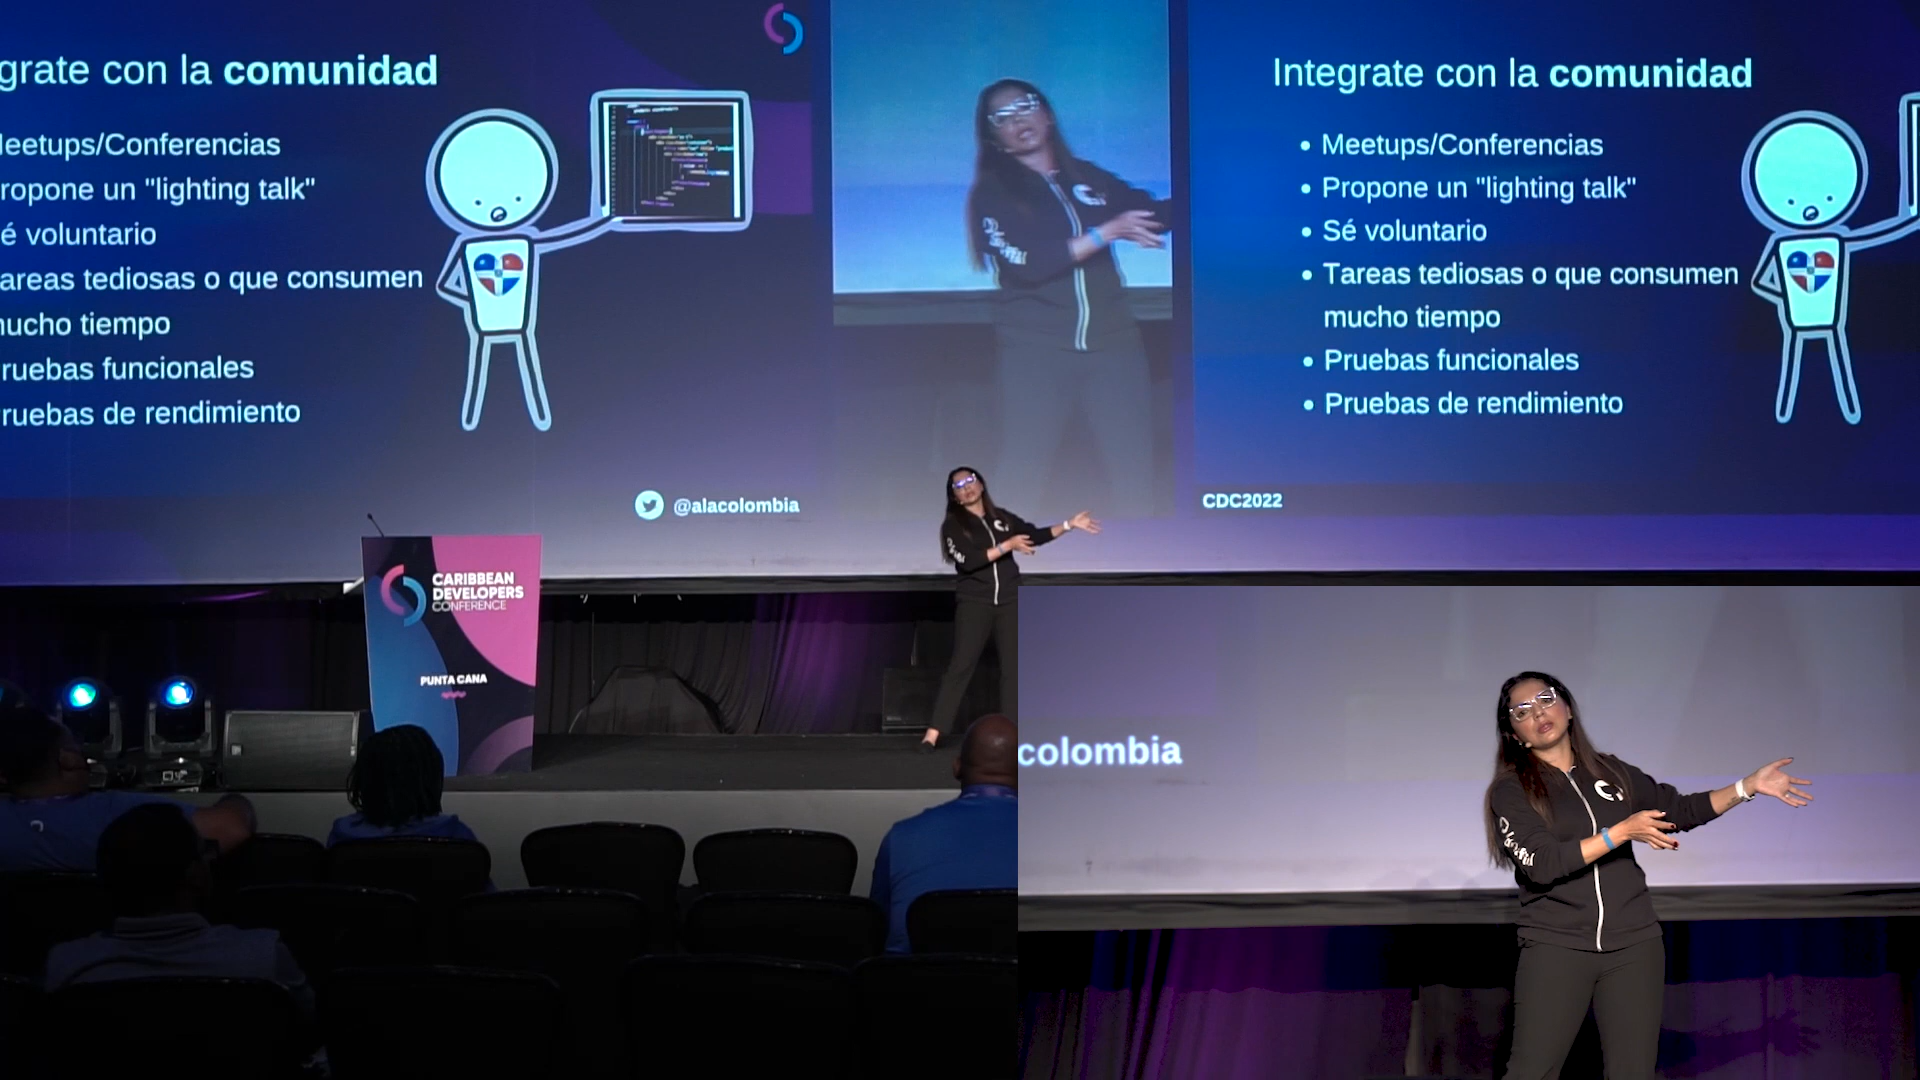 grate con la comunidad
Meetups/Conferencias
ropone un "lighting talk"
é voluntario
areas tediosas o que consumen
mucho tiempo
ruebas funcionales
ruebas de rendimiento
@alacolombia
Integrate con la comunidad
Meetups/Conferencias
Propone un "lighting talk"
Sé voluntario
Tareas tediosas o que consumen
mucho tiempo
Pruebas funcionales
Pruebas de rendimiento
CDC2022
CARIBBEAN
DEVELOPERS
CONFERENCE
PUNTA CANA
colombia